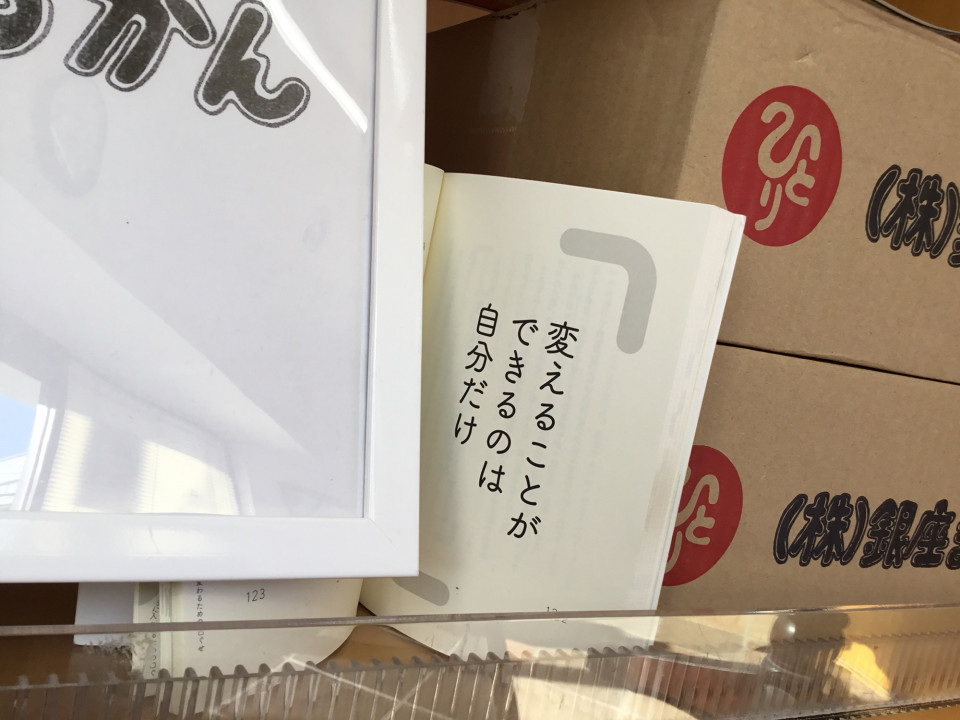 かん
変えることが
できるのは
自分だけ
123
ひとり
(株)
ひとり
(株)銀座